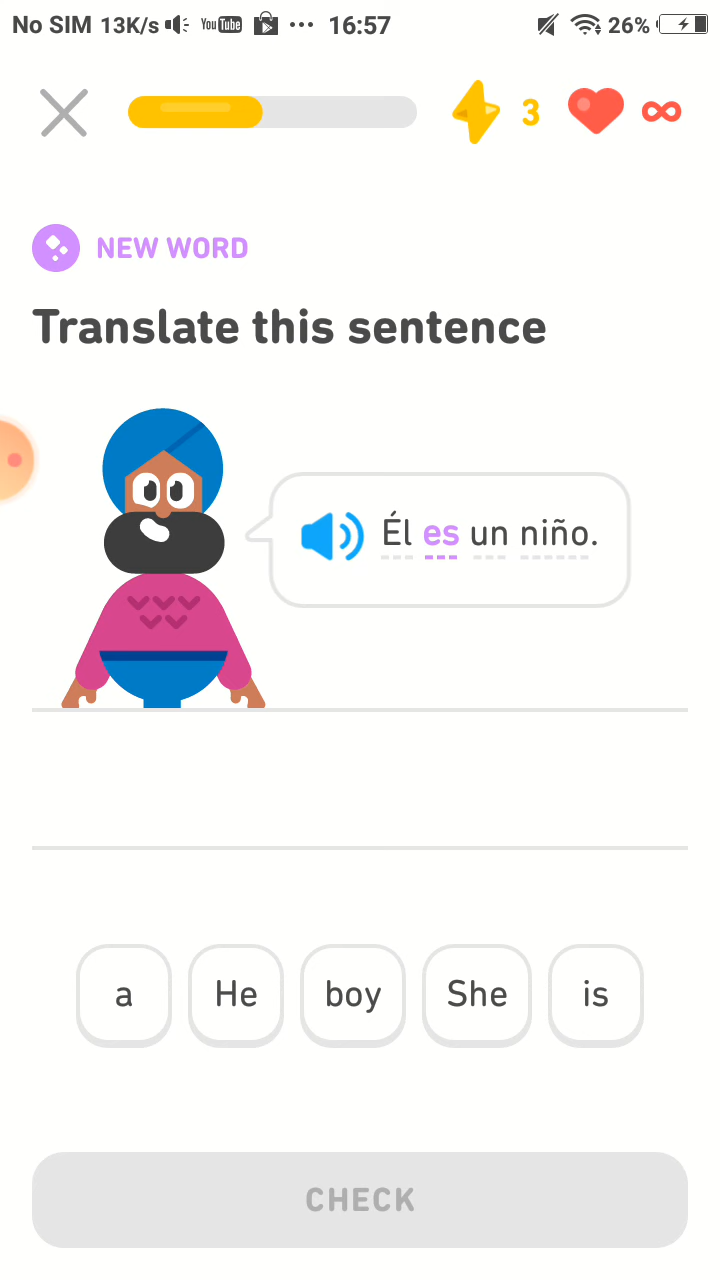 No SIM 13K/s YouTube 16:57 26%
3
NEW WORD
Translate this sentence
Él es un niño.
a He boy She is
CHECK